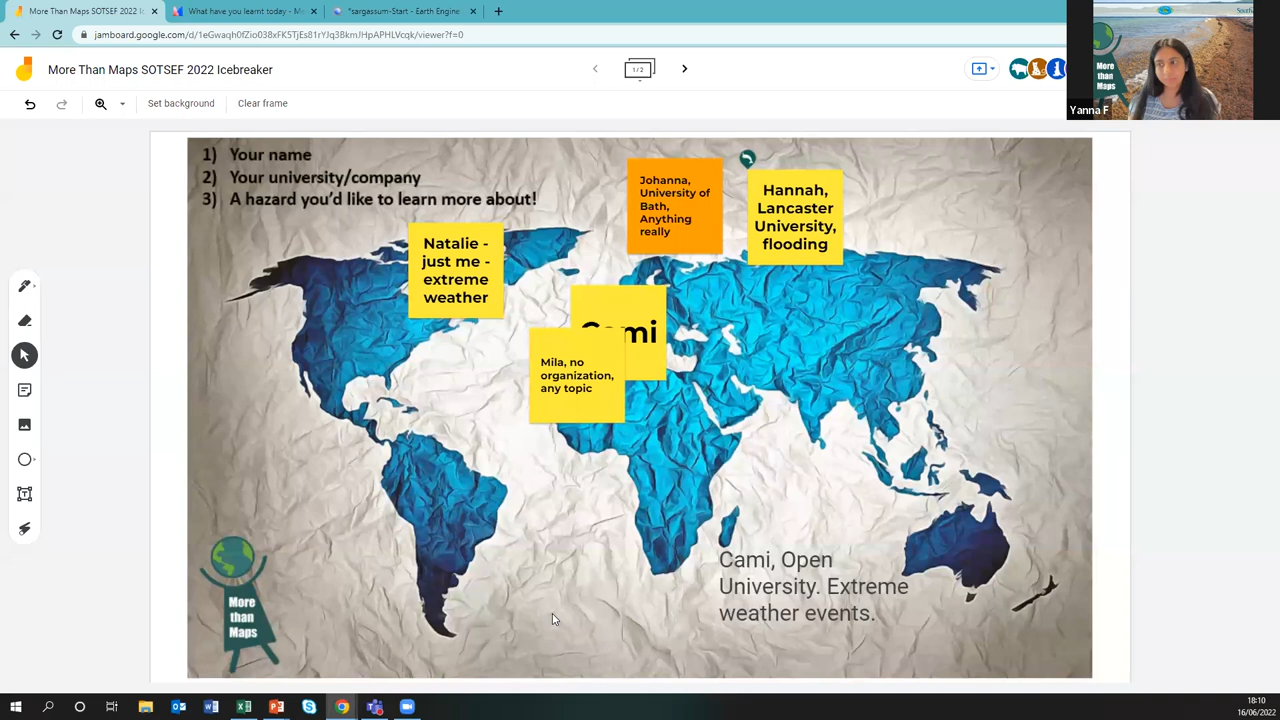 More Than Maps SOTSEF 2022 Ic
What have you learnt today - M
*sargassum-Start - Earth Engine
jamboard.google.com/d/1eGwaqh0fZio038xFK5TjEs81rYJq3BkmJHpAPHLVcqk/viewer?f=0
More Than Maps SOTSEF 2022 Icebreaker
1 / 2
Set background
Clear frame
More
than
Maps
Yanna F
1) Your name
2) Your university/company
3) A hazard you'd like to learn more about!
Johanna,
University of
Bath,
Anything
really
Hannah,
Lancaster
University,
flooding
Natalie -
just me -
extreme
weather
Cami
Mila, no
organization,
any topic
Cami, Open
University. Extreme
weather events.
More
than
Maps
18:10
16/06/2022